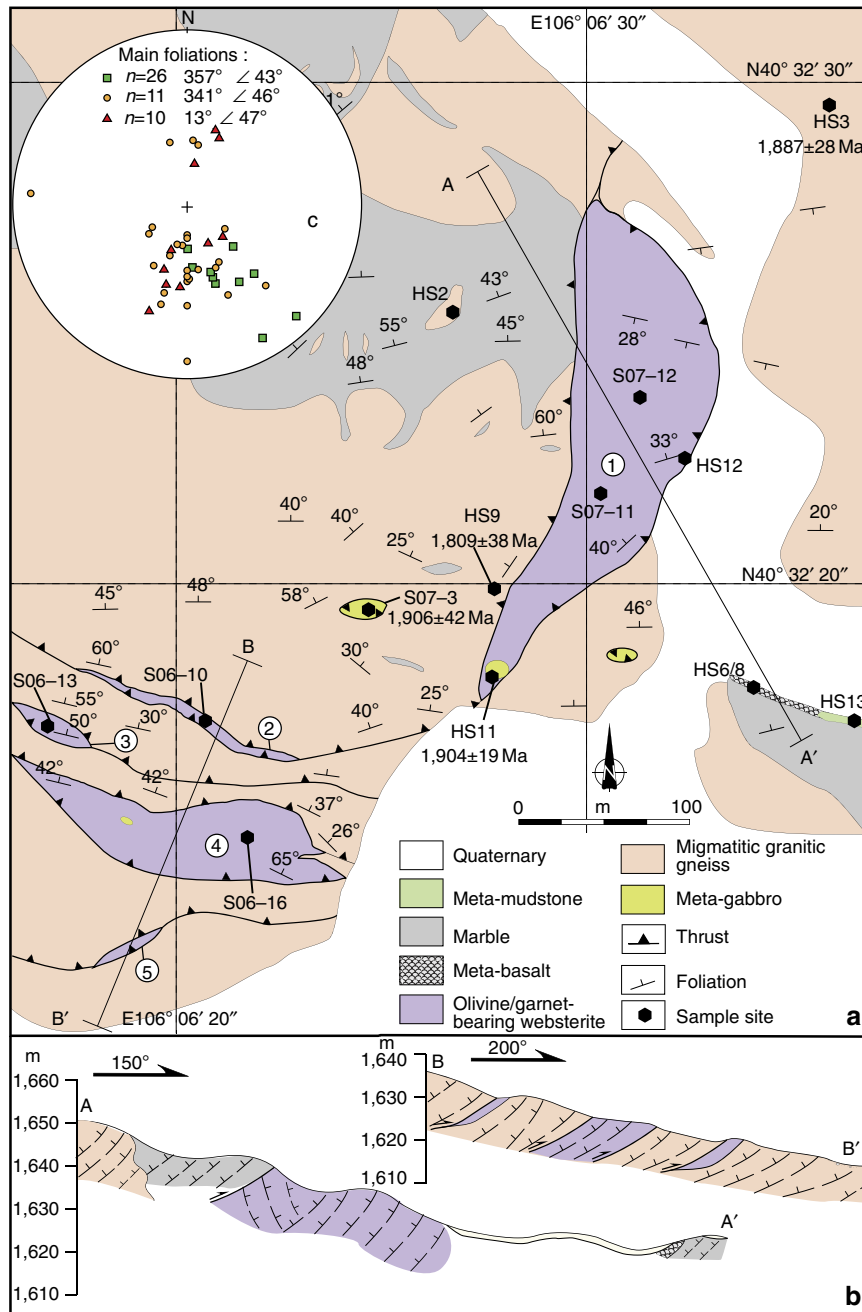 N
E106° 06′ 30″
Main foliations :
n=26 357° ∠ 43°
n=11 341° ∠ 46°
n=10 13° ∠ 47°
1°
N40° 32′ 30″
HS3
1,887±28 Ma
A
c
HS2
43°
55°
45°
48°
28°
S07–12
60°
33°
HS12
1
S07–11
40°
40°
40°
25°
HS9
1,809±38 Ma
20°
N40° 32′ 20″
45°
48°
58°
S07–3
1,906±42 Ma
46°
60°
B
30°
S06–10
S06–13
55°
50°
30°
3
2
40°
25°
HS11
1,904±19 Ma
HS6/8
HS13
A′
42°
42°
37°
26°
4
65°
S06–16
5
B′
E106° 06′ 20″
N
0 m 100
Quaternary
Meta-mudstone
Marble
Meta-basalt
Olivine/garnet-
bearing websterite
Migmatitic granitic
gneiss
Meta-gabbro
Thrust
Foliation
Sample site
a
m
150°
1,660
A
1,650
1,640
1,630
1,620
1,610
m
200°
1,640
B
1,630
1,620
1,610
B′
A′
b